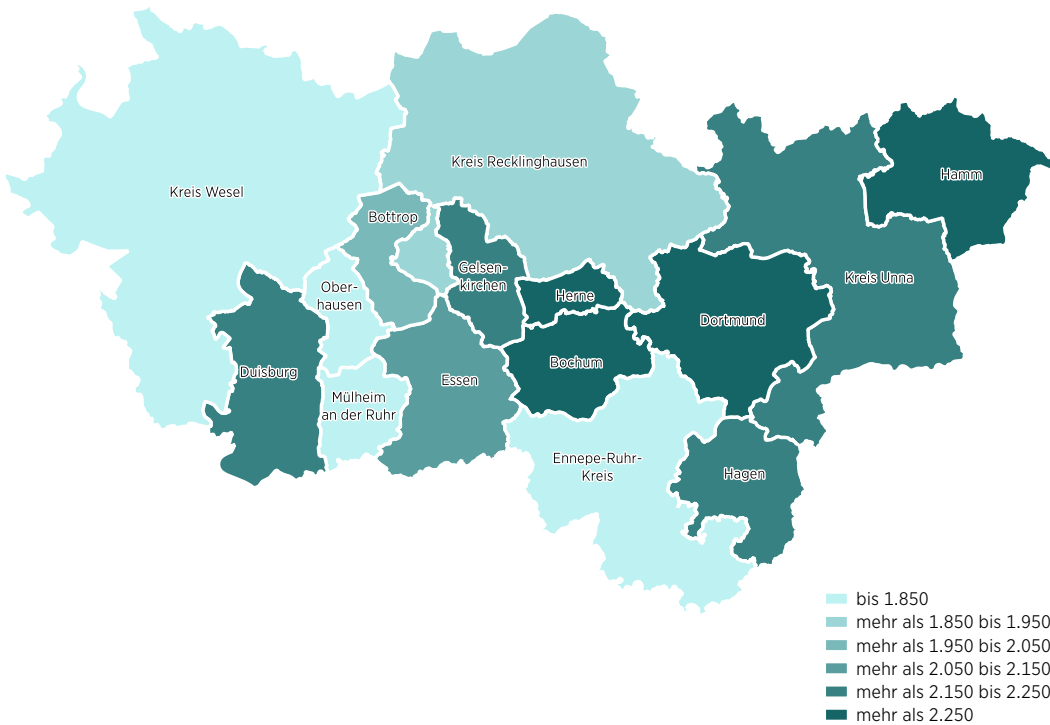 Kreis Recklinghausen
Hamm
Kreis Wesel
Bottrop
Gelsen-
kirchen
Kreis Unna
Ober-
hausen
Herne
Dortmund
Bochum
Duisburg
Essen
Mülheim
an der Ruhr
Ennepe-Ruhr-
Kreis
Hagen
bis 1.850
mehr als 1.850 bis 1.950
mehr als 1.950 bis 2.050
mehr als 2.050 bis 2.150
mehr als 2.150 bis 2.250
mehr als 2.250